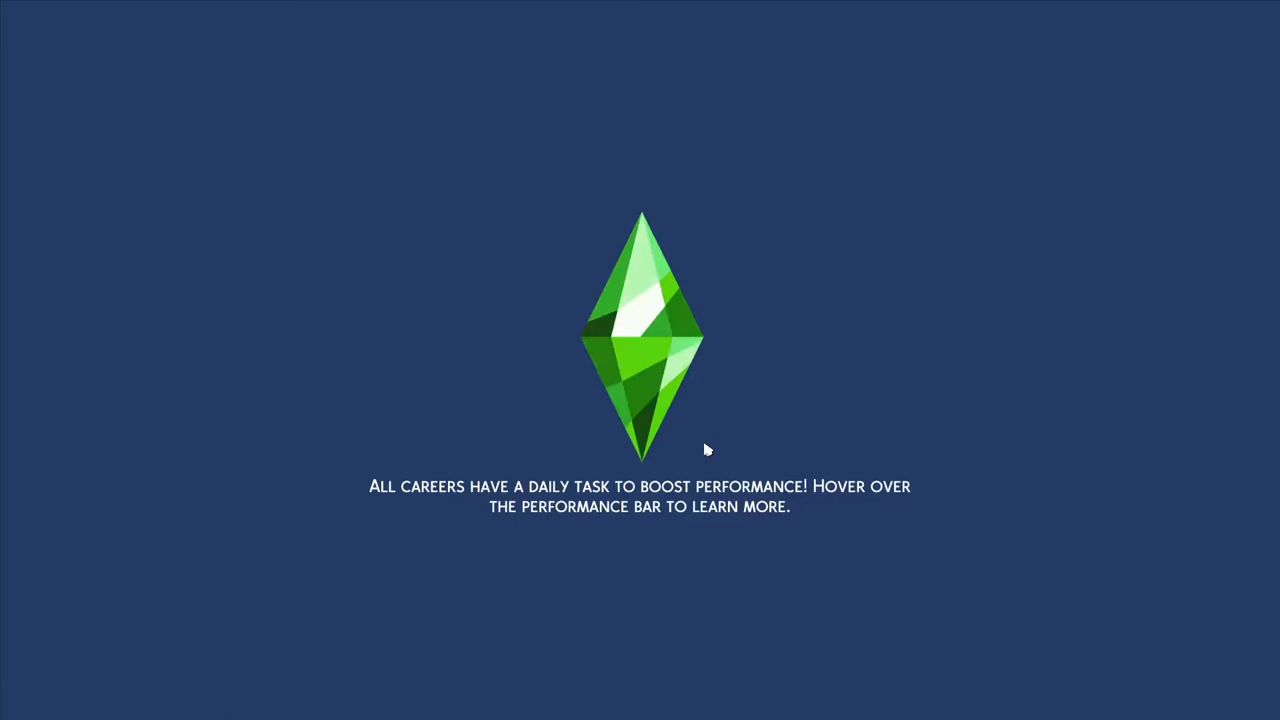 All careers have a daily task to boost performance! Hover over
the performance bar to learn more.